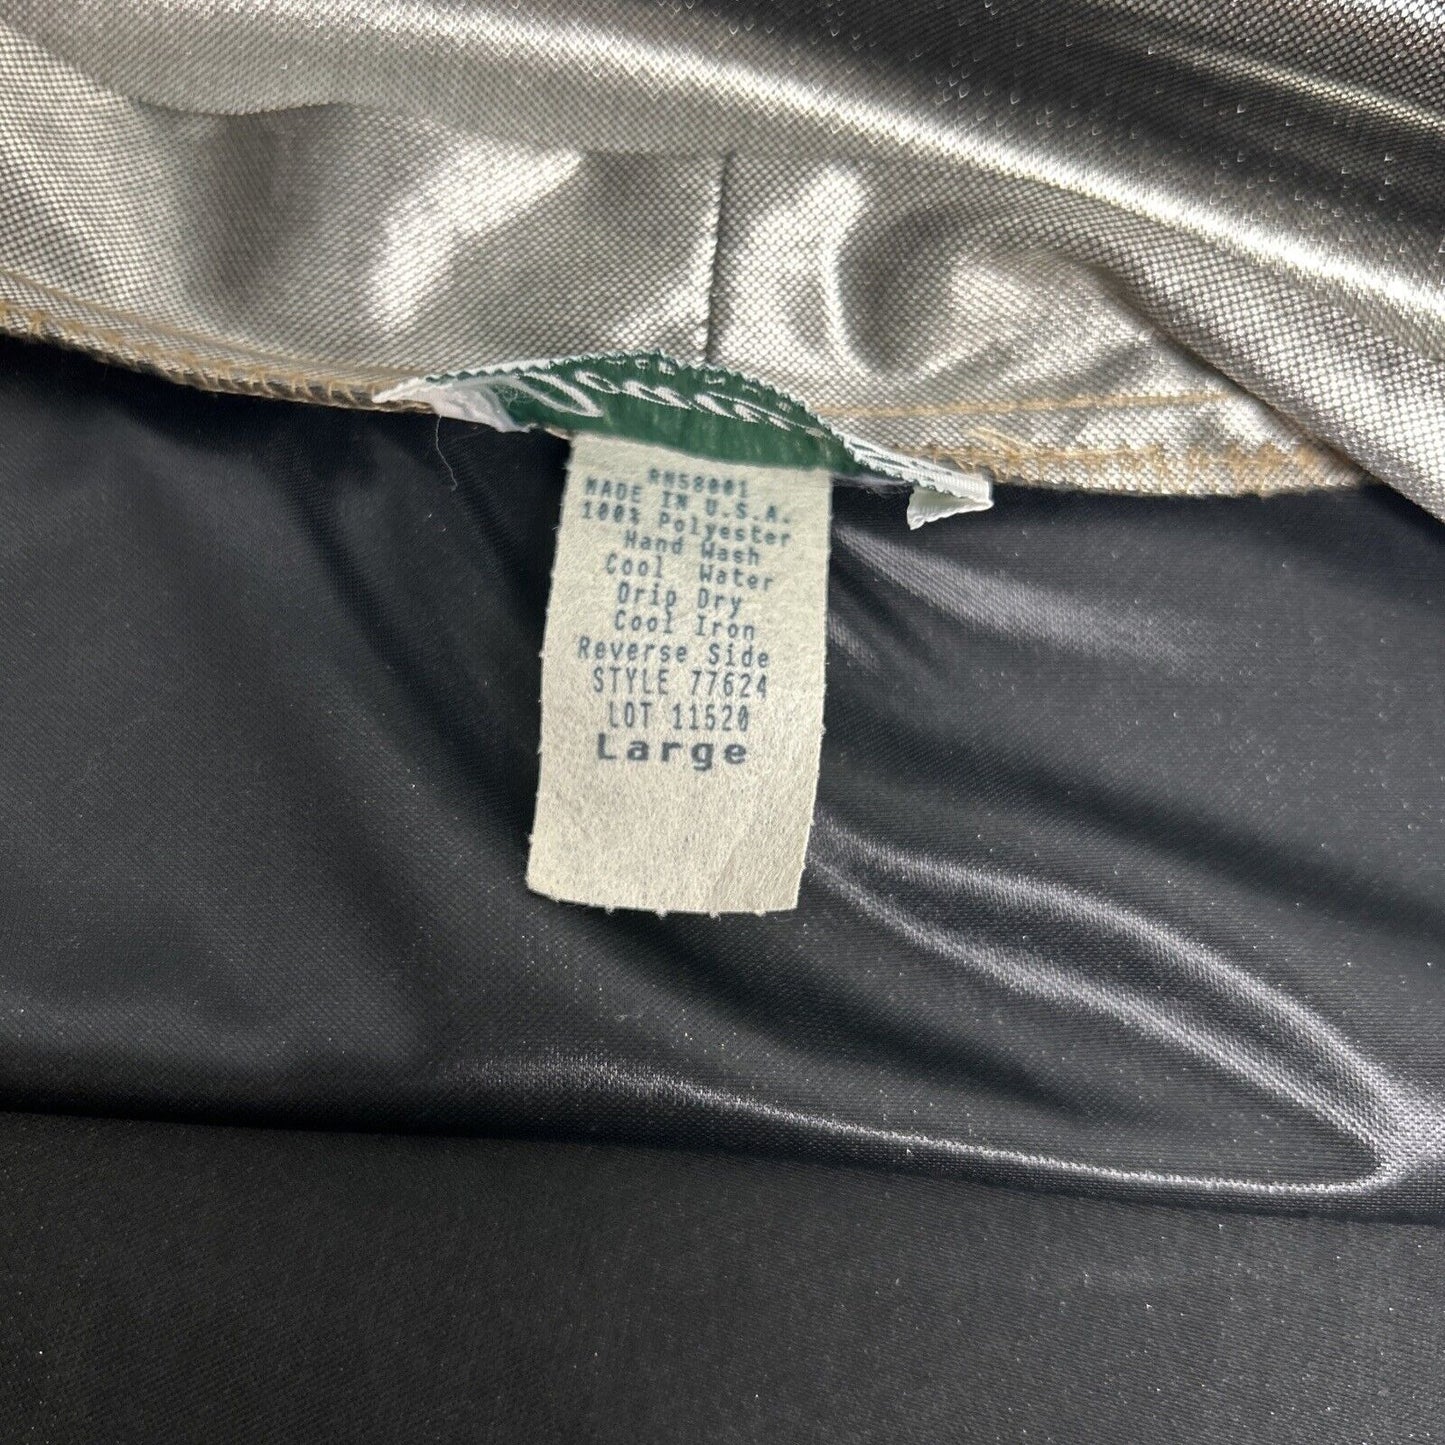 RN58001
MADE IN U.S.A.
100% Polyester
Hand Wash
Cool Water
Drip Dry
Cool Iron
Reverse Side
STYLE 77624
LOT 11520
Large